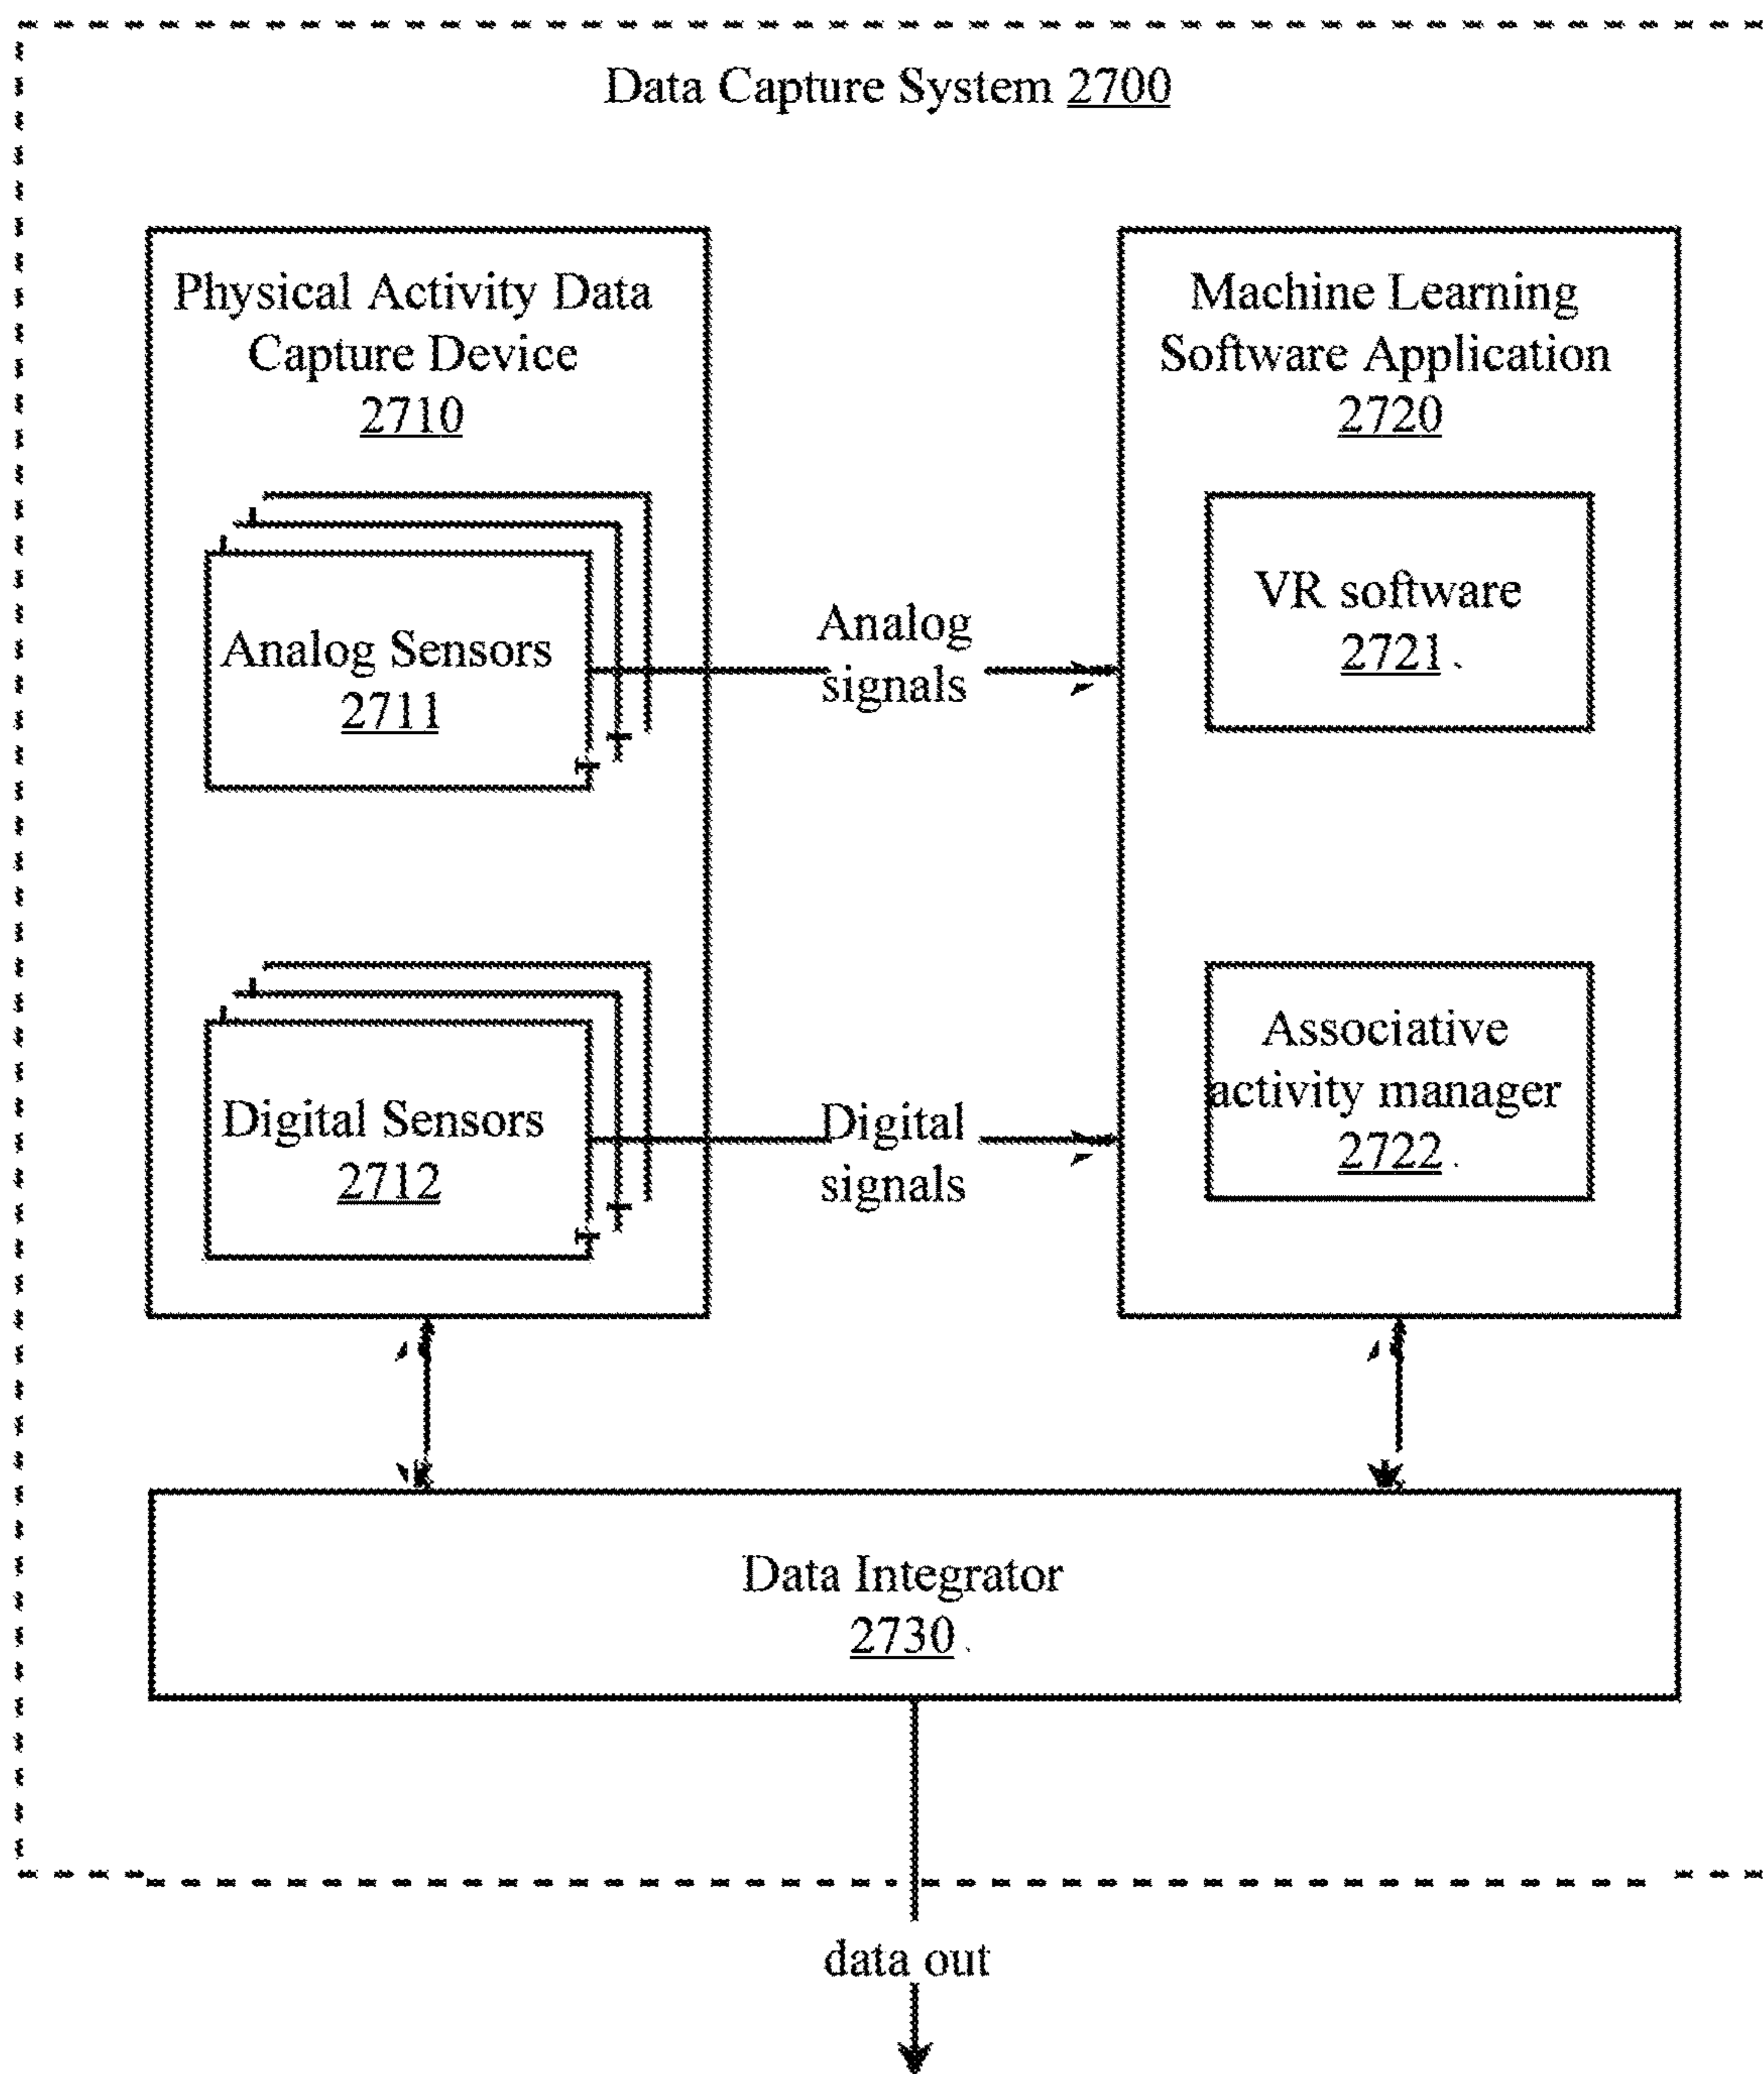 Data Capture System 2700
Physical Activity Data
Capture Device
2710
Analog Sensors
2711
Digital Sensors
2712
Analog
signals
Digital
signals
Machine Learning
Software Application
2720
VR software
2721
Associative
activity manager
2722
Data Integrator
2730
data out